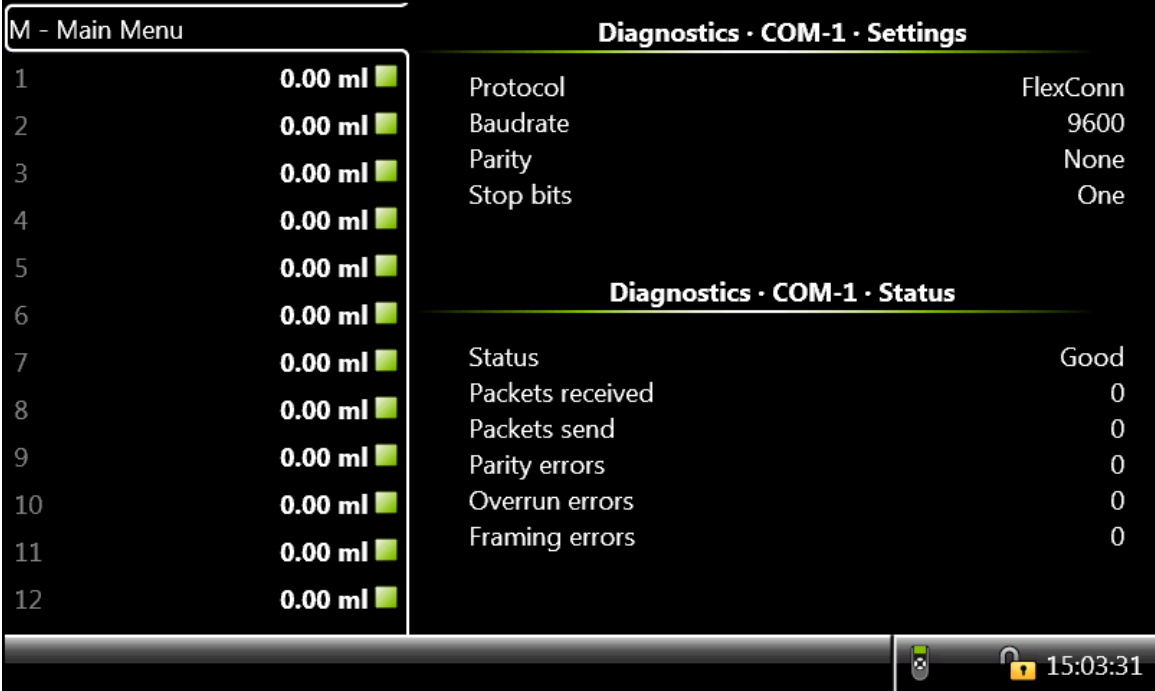 M - Main Menu
1 0.00 ml
2 0.00 ml
3 0.00 ml
4 0.00 ml
5 0.00 ml
6 0.00 ml
7 0.00 ml
8 0.00 ml
9 0.00 ml
10 0.00 ml
11 0.00 ml
12 0.00 ml
Diagnostics · COM-1 · Settings
Protocol FlexConn
Baudrate 9600
Parity None
Stop bits One
Diagnostics · COM-1 · Status
Status Good
Packets received 0
Packets send 0
Parity errors 0
Overrun errors 0
Framing errors 0
15:03:31